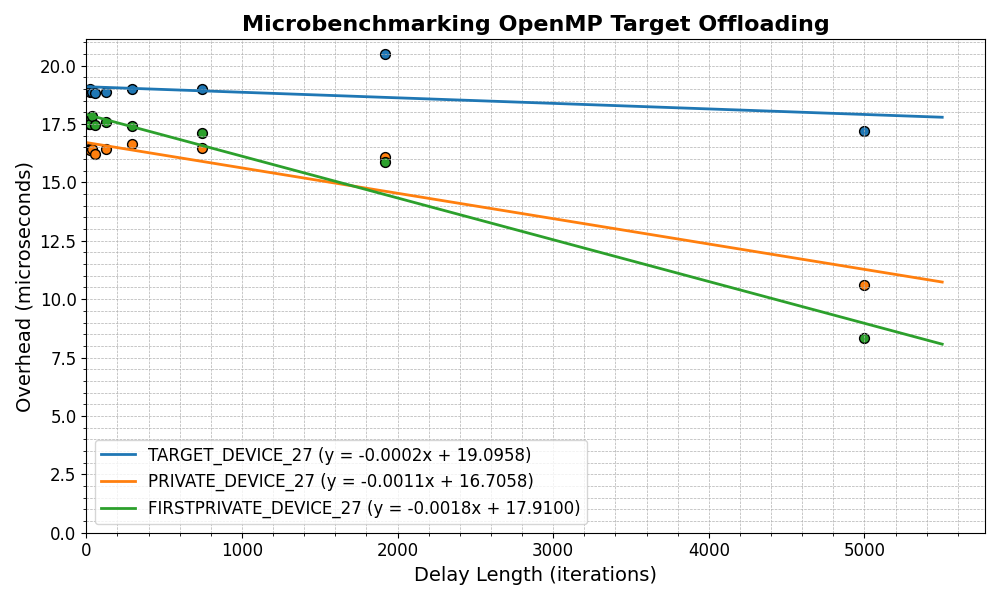 Microbenchmarking OpenMP Target Offloading
Overhead (microseconds)
20.0
17.5
15.0
12.5
10.0
7.5
5.0
2.5
0.0
TARGET_DEVICE_27 (y = -0.0002x + 19.0958)
PRIVATE_DEVICE_27 (y = -0.0011x + 16.7058)
FIRSTPRIVATE_DEVICE_27 (y = -0.0018x + 17.9100)
0 1000 2000 3000 4000 5000
Delay Length (iterations)